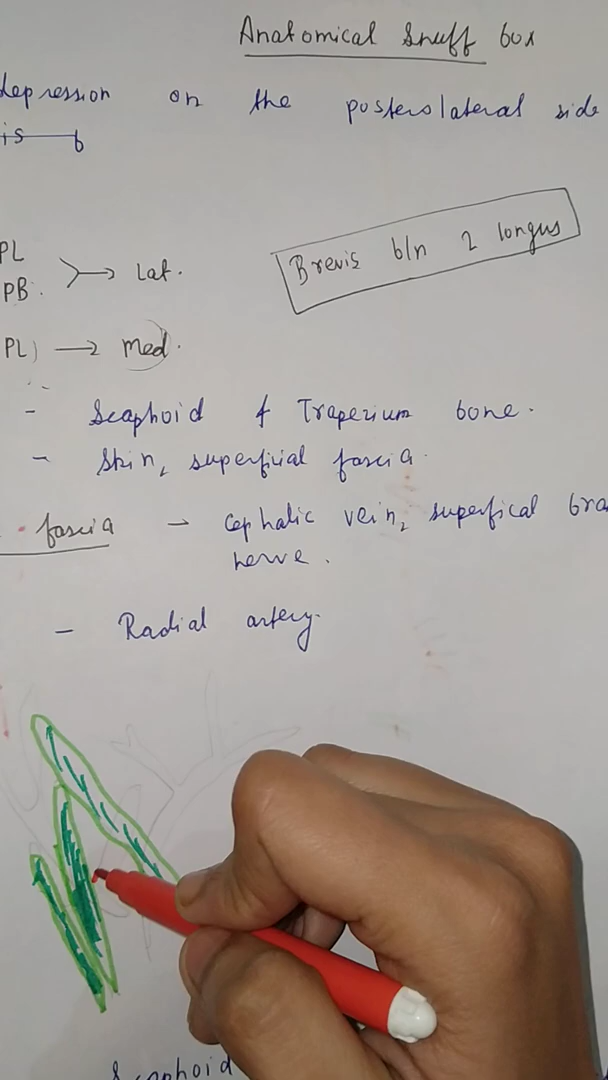 Anatomical Snuff box
depression on the posterolateral side
is b
PL
PB. → Lat.
Brevis b/n 2 longus
PL) → Med.
- Scaphoid & Trapezium bone.
- Skin, superficial fascia.
. fascia - Cephalic vein, superfical bra
nerve.
- Radial artery.
Scaphoid